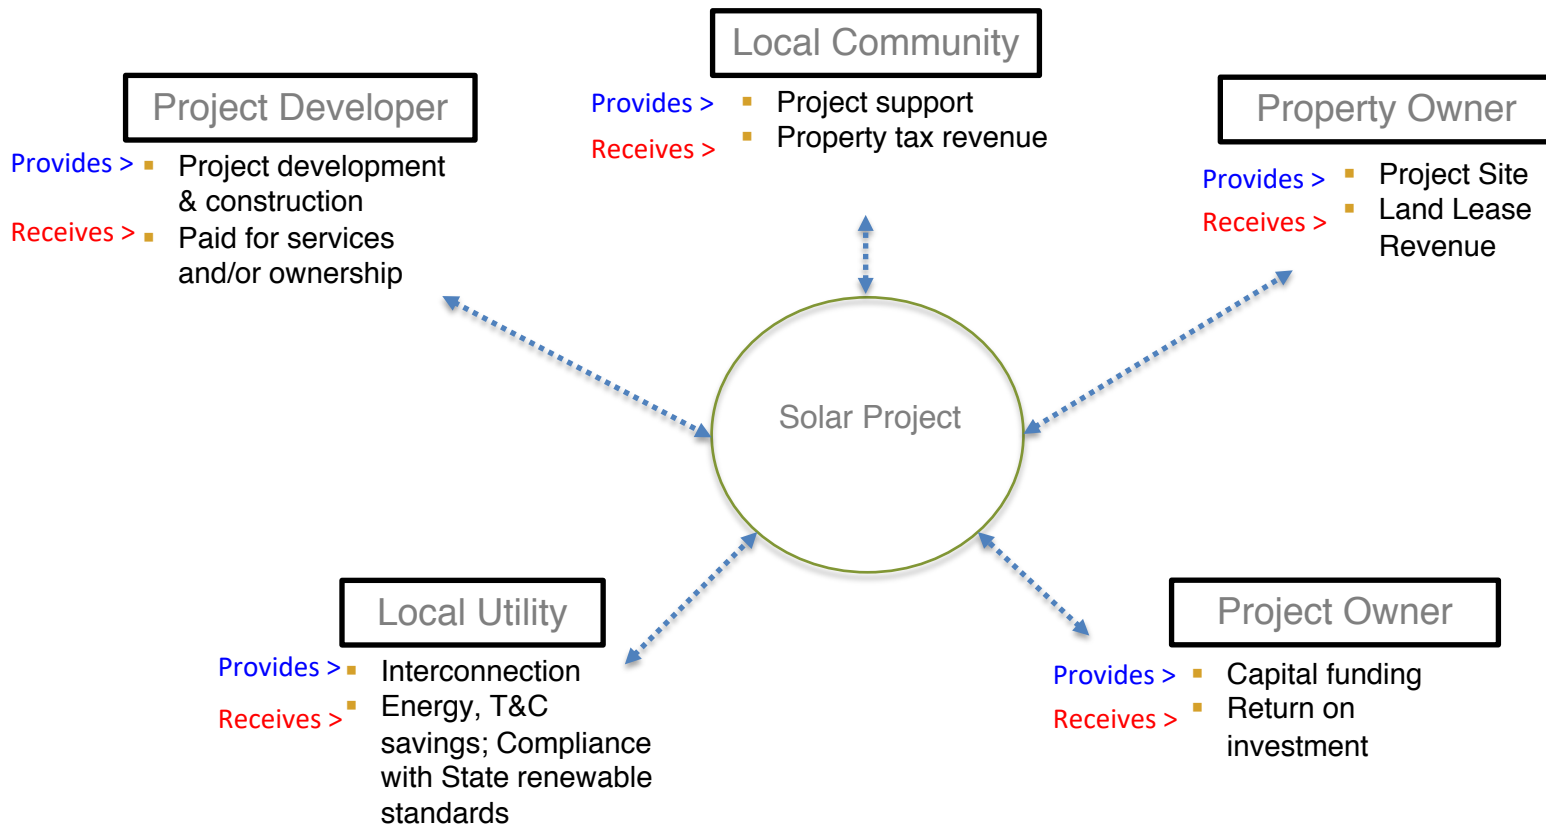 Local Community
Provides >
Project support
Receives >
Property tax revenue
Project Developer
Provides >
Project development
& construction
Receives >
Paid for services
and/or ownership
Property Owner
Provides >
Project Site
Receives >
Land Lease
Revenue
Solar Project
Local Utility
Provides >
Interconnection
Receives >
Energy, T&C
savings; Compliance
with State renewable
standards
Project Owner
Provides >
Capital funding
Receives >
Return on
investment